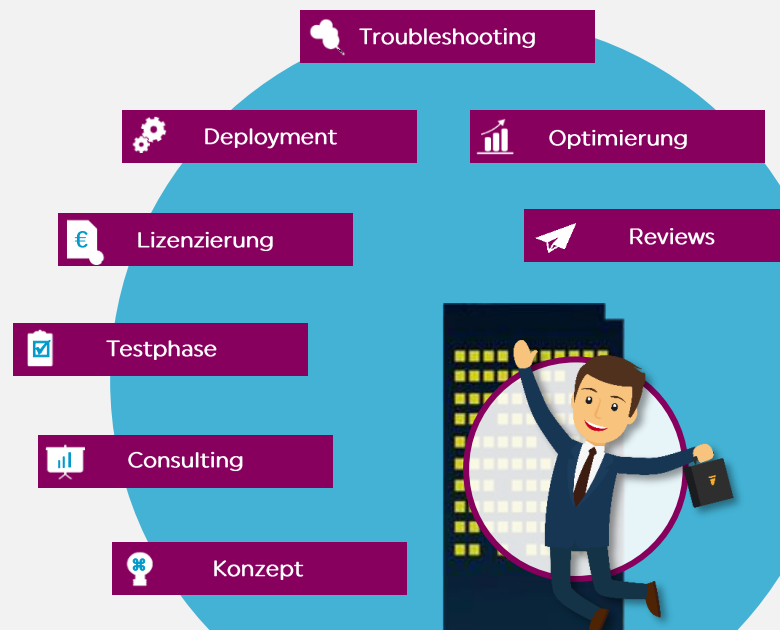 Troubleshooting
Deployment
Optimierung
Lizenzierung
Reviews
Testphase
Consulting
Konzept